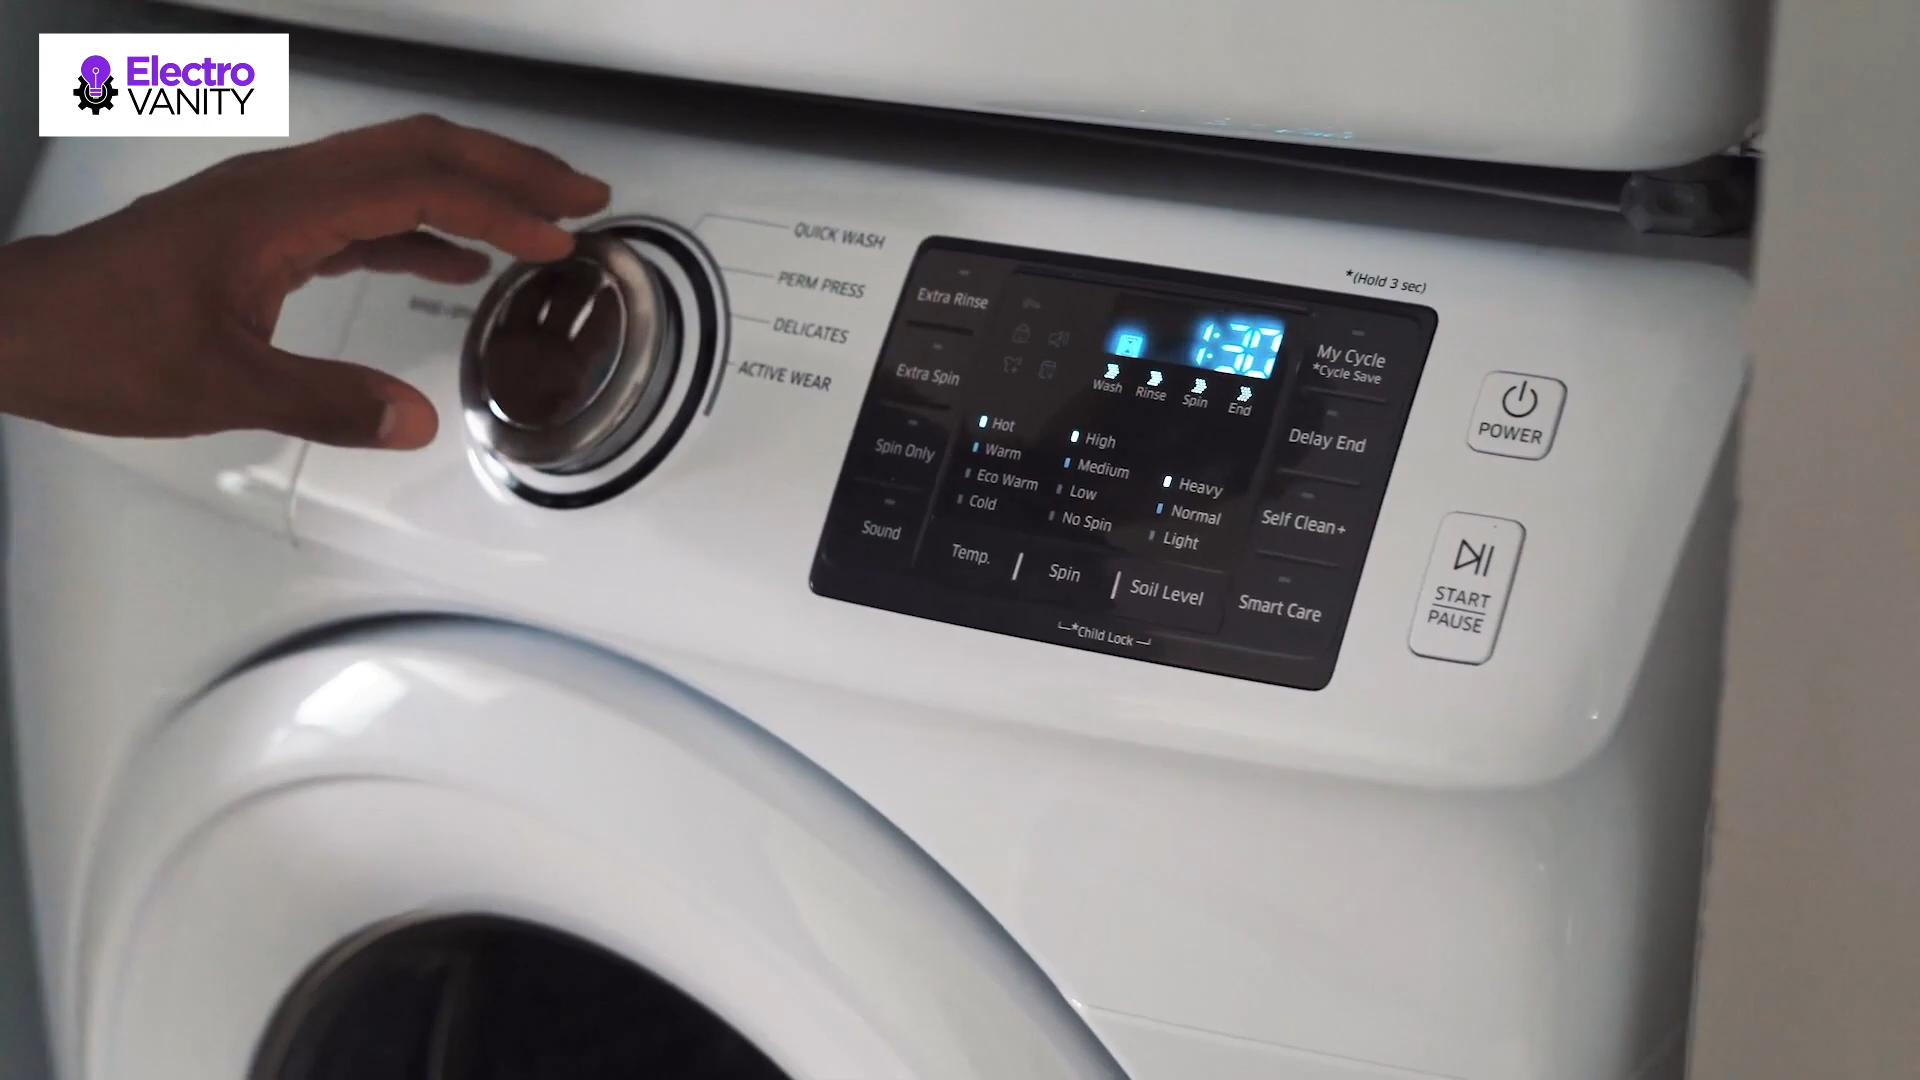 Electro
VANITY
QUICK WASH
PERM PRESS
DELICATES
ACTIVE WEAR
*(Hold 3 sec)
Extra Rinse
Extra Spin
Spin Only
Sound
1:30
Wash Rinse Spin End
Hot
Warm
Eco Warm
Cold
High
Medium
Low
No Spin
Heavy
Normal
Light
Temp. | Spin | Soil Level
*Child Lock
My Cycle
*Cycle Save
Delay End
Self Clean+
Smart Care
POWER
START
PAUSE